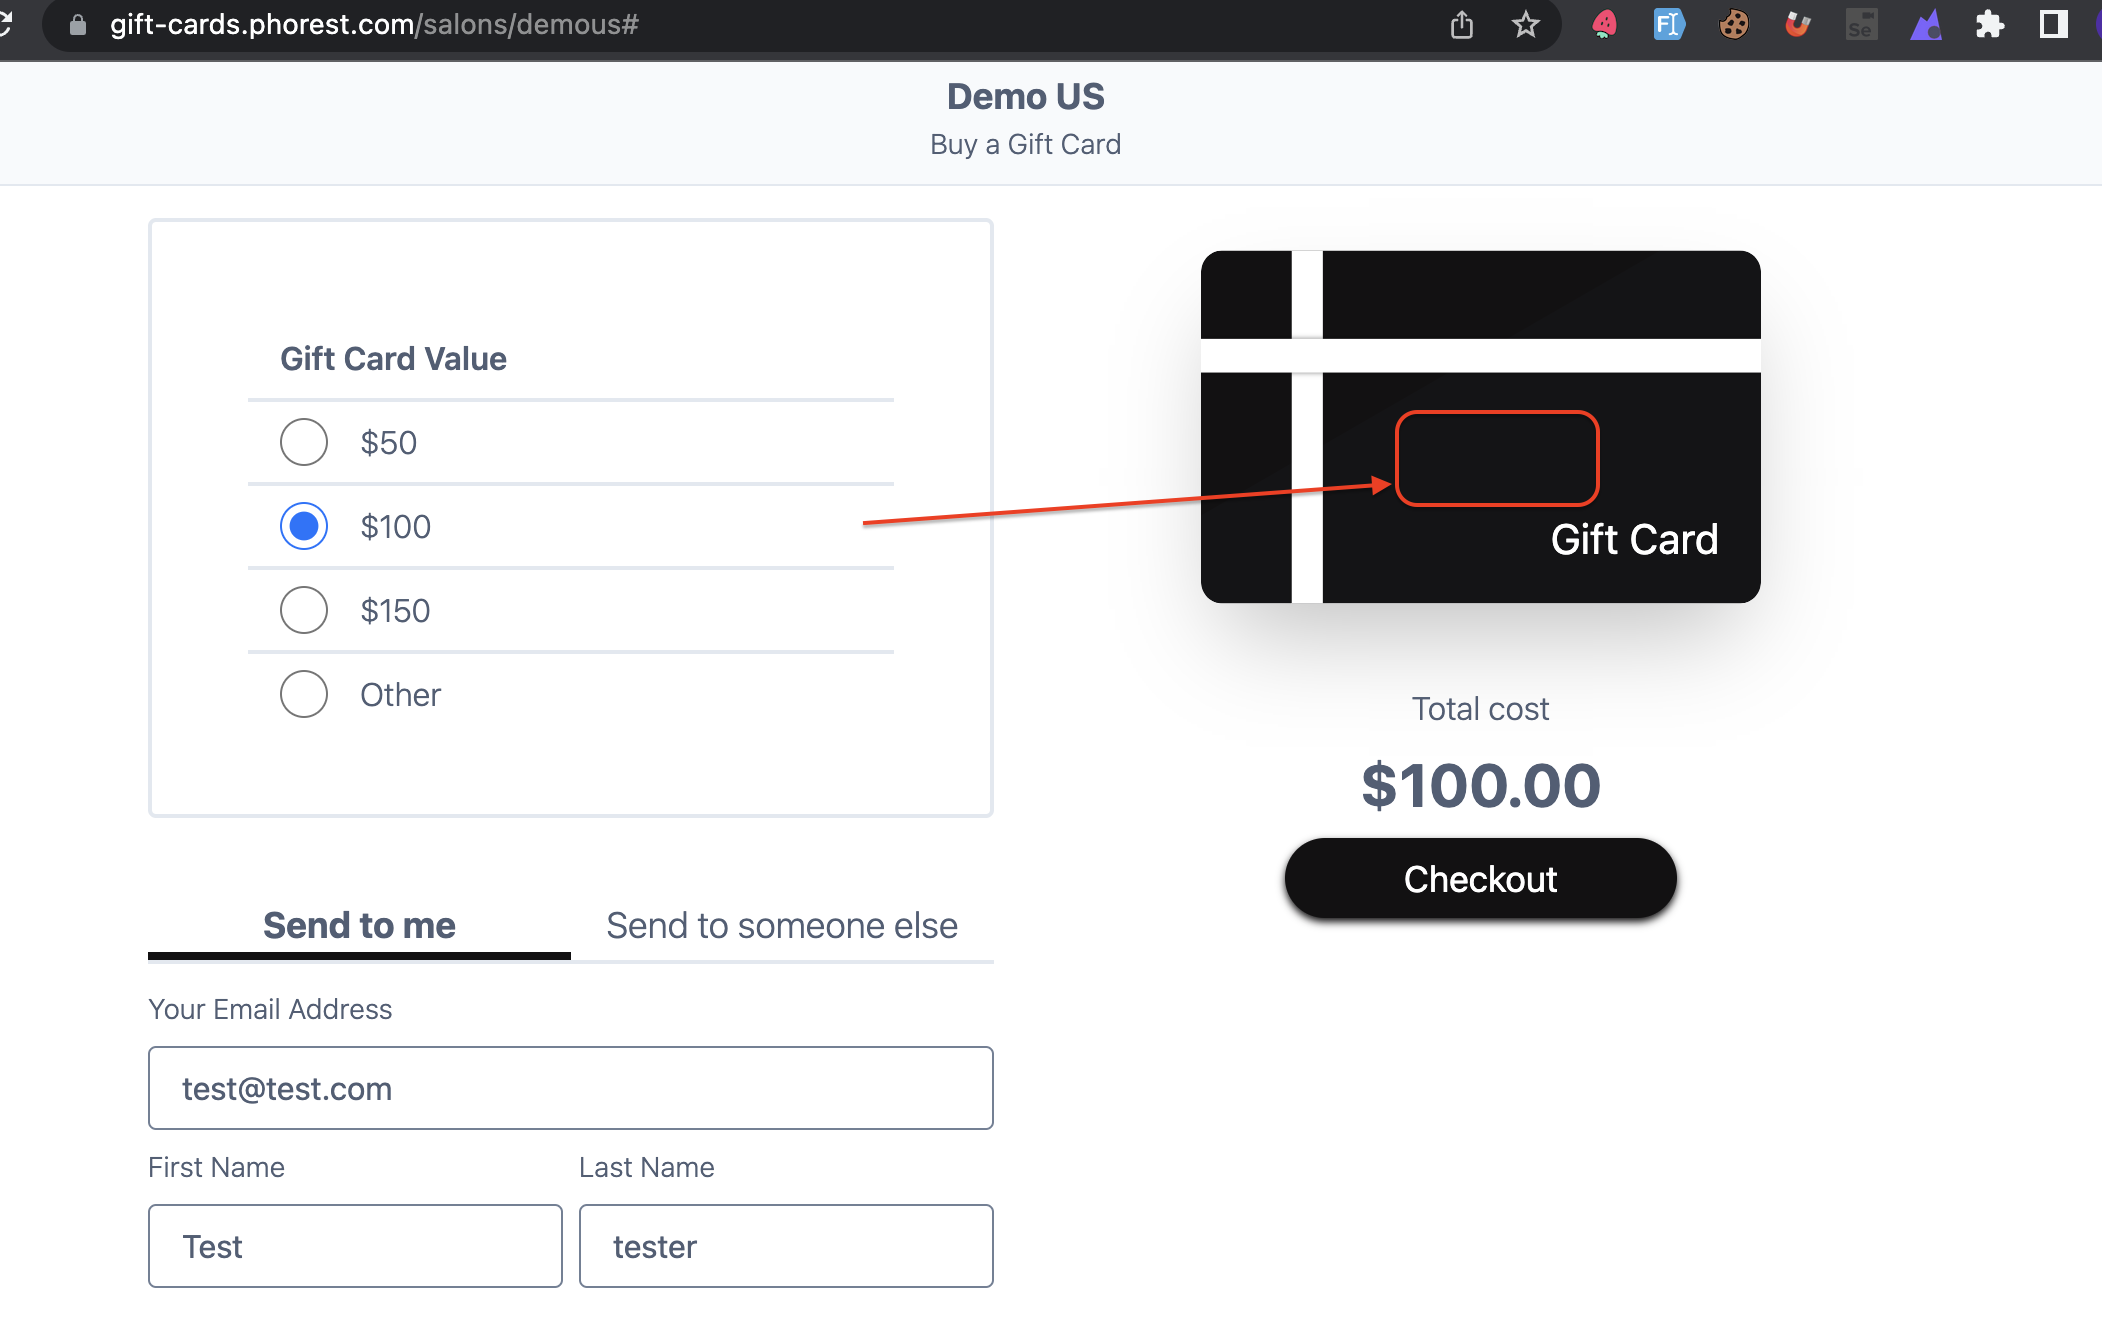 gift-cards.phorest.com/salons/demous#
Demo US
Buy a Gift Card
Gift Card Value
$50
$100
$150
Other
Gift Card
Total cost
$100.00
Checkout
Send to me
Send to someone else
Your Email Address
test@test.com
First Name
Last Name
Test
tester
F
Se